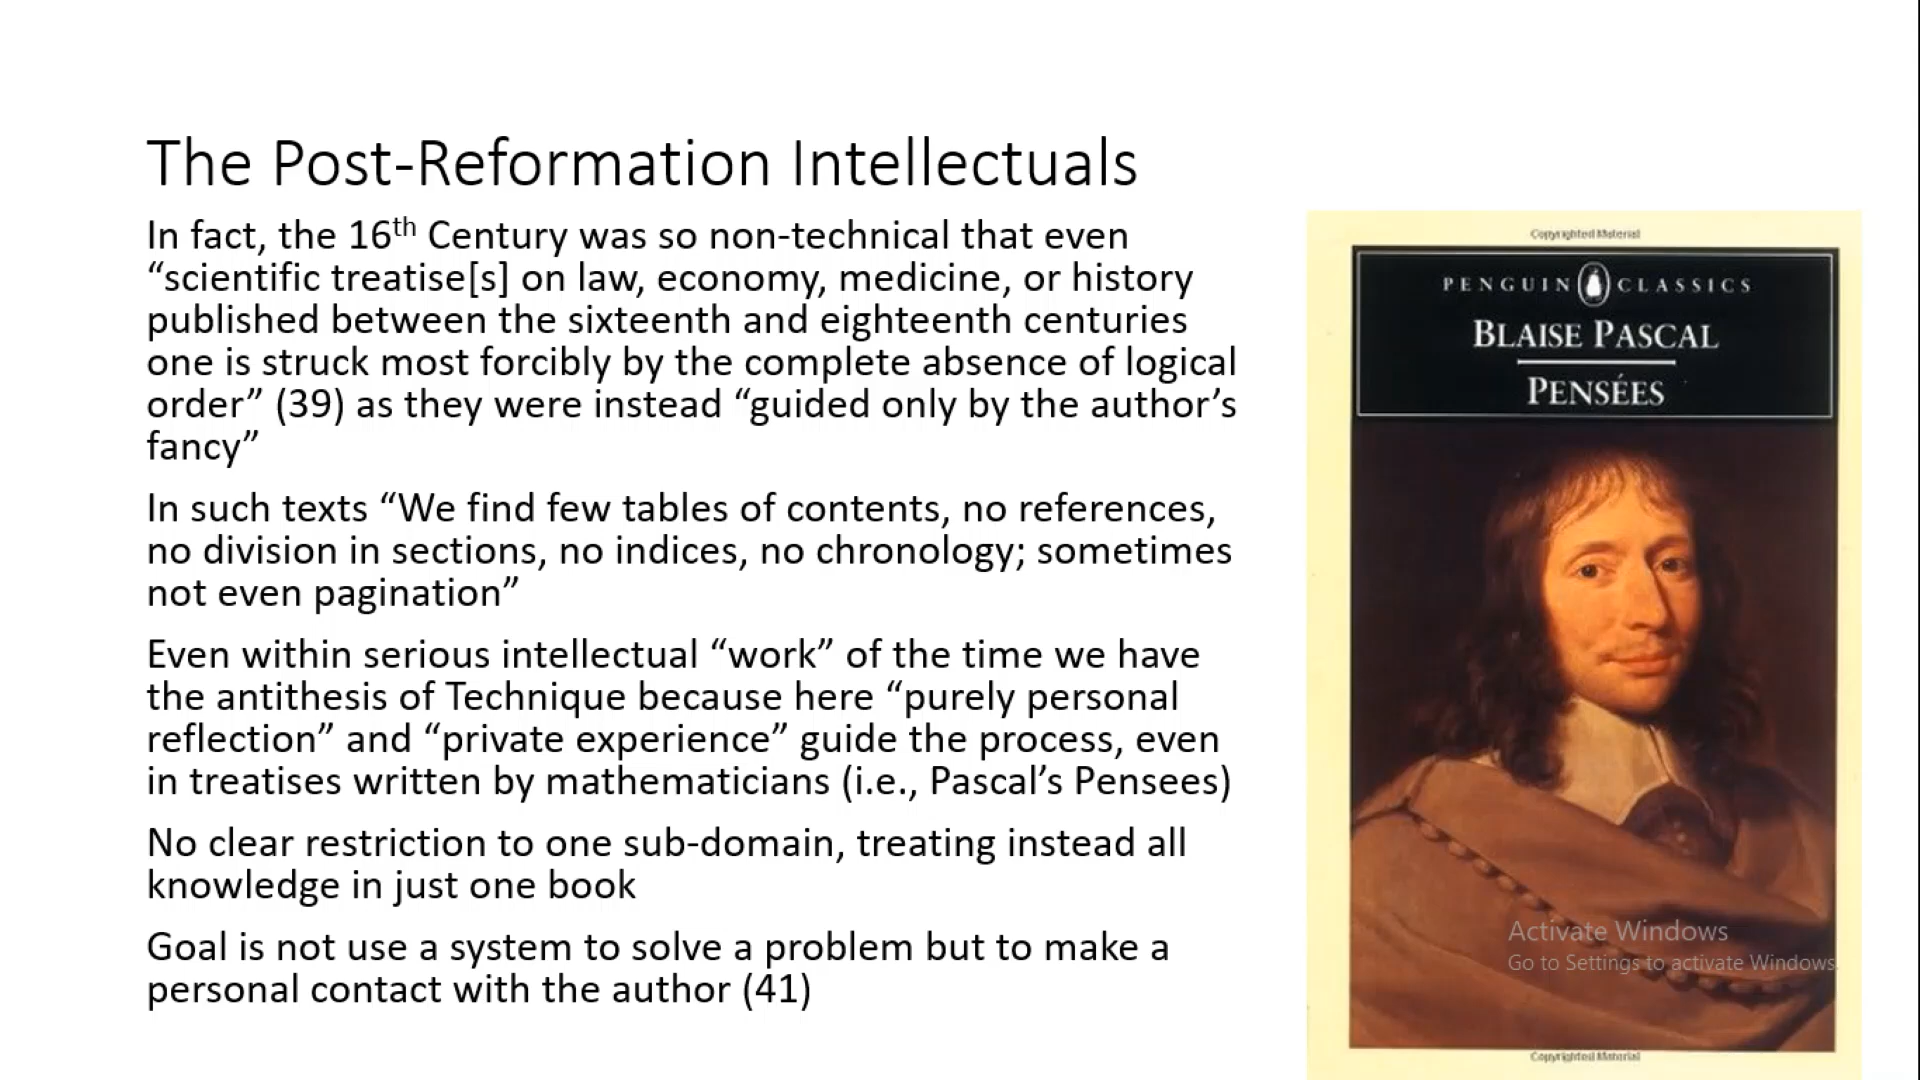 The Post-Reformation Intellectuals
In fact, the 16th Century was so non-technical that even
“scientific treatise[s] on law, economy, medicine, or history
published between the sixteenth and eighteenth centuries
one is struck most forcibly by the complete absence of logical
order” (39) as they were instead “guided only by the author’s
fancy”
In such texts “We find few tables of contents, no references,
no division in sections, no indices, no chronology; sometimes
not even pagination”
Even within serious intellectual “work” of the time we have
the antithesis of Technique because here “purely personal
reflection” and “private experience” guide the process, even
in treatises written by mathematicians (i.e., Pascal’s Pensees)
No clear restriction to one sub-domain, treating instead all
knowledge in just one book
Goal is not use a system to solve a problem but to make a
personal contact with the author (41)
Copyrighted Material
PENGUIN CLASSICS
BLAISE PASCAL
PENSÉES
Activate Windows
Go to Settings to activate Windows.
Copyrighted Material